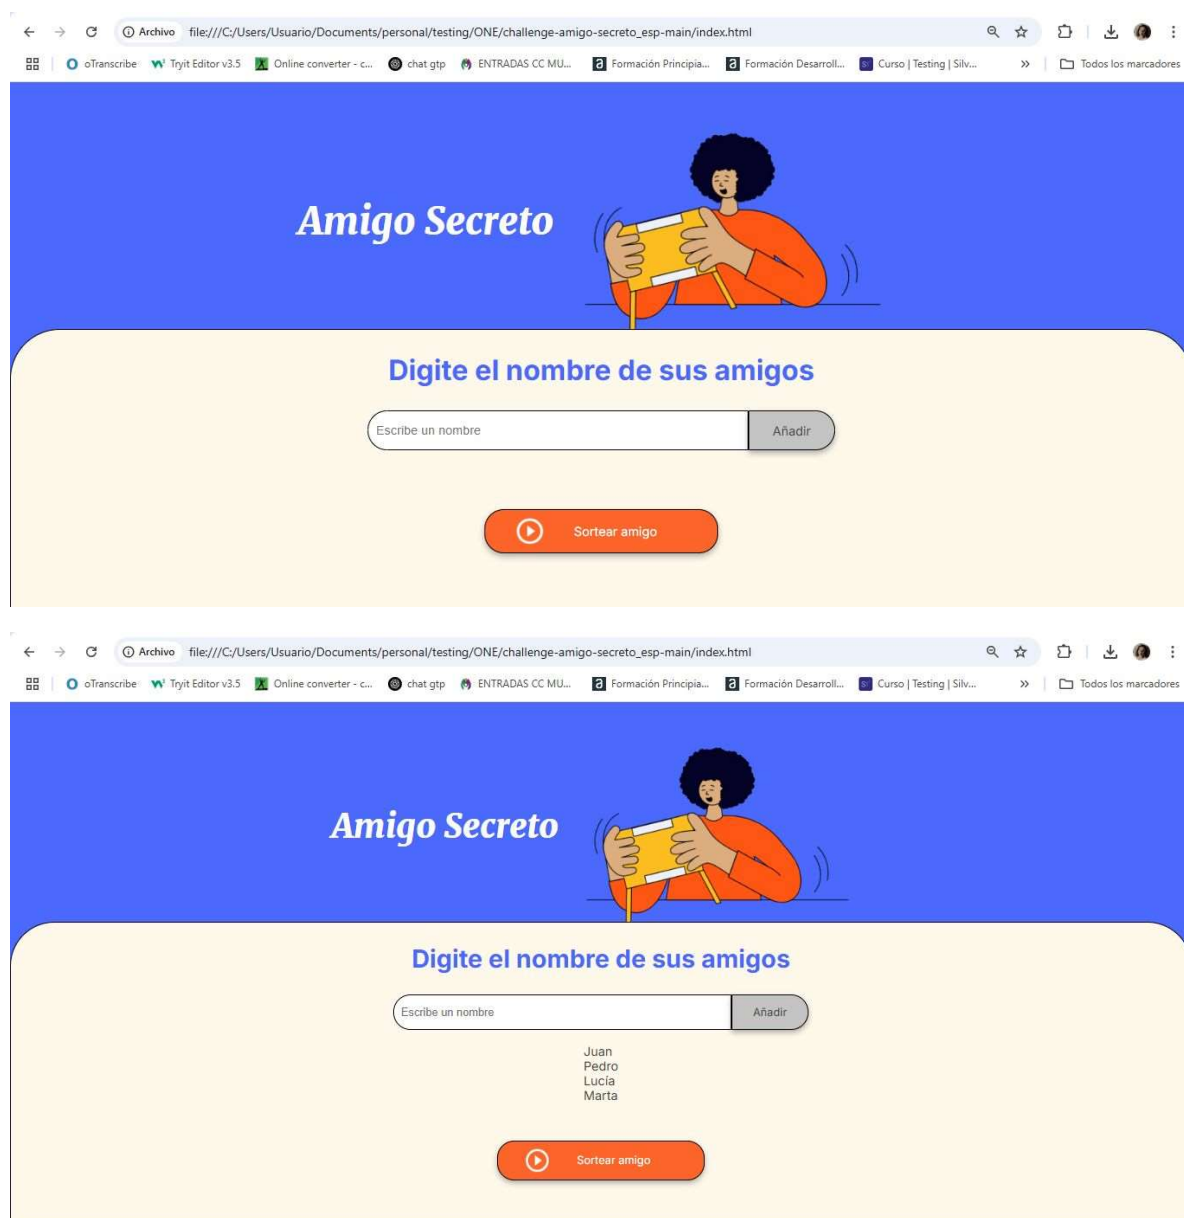 Archivo file:///C:/Users/Usuario/Documents/personal/testing/ONE/challenge-amigo-secreto_esp-main/index.html
oTranscribe Tryit Editor v3.5 Online converter - c... chat gtp ENTRADAS CC MU... Formación Principia... Formación Desarroll... Curso | Testing | Silv... » Todos los marcadores
Amigo Secreto
Digite el nombre de sus amigos
Escribe un nombre Añadir
Sortear amigo
Archivo file:///C:/Users/Usuario/Documents/personal/testing/ONE/challenge-amigo-secreto_esp-main/index.html
oTranscribe Tryit Editor v3.5 Online converter - c... chat gtp ENTRADAS CC MU... Formación Principia... Formación Desarroll... Curso | Testing | Silv... » Todos los marcadores
Amigo Secreto
Digite el nombre de sus amigos
Escribe un nombre Añadir
Juan
Pedro
Lucía
Marta
Sortear amigo